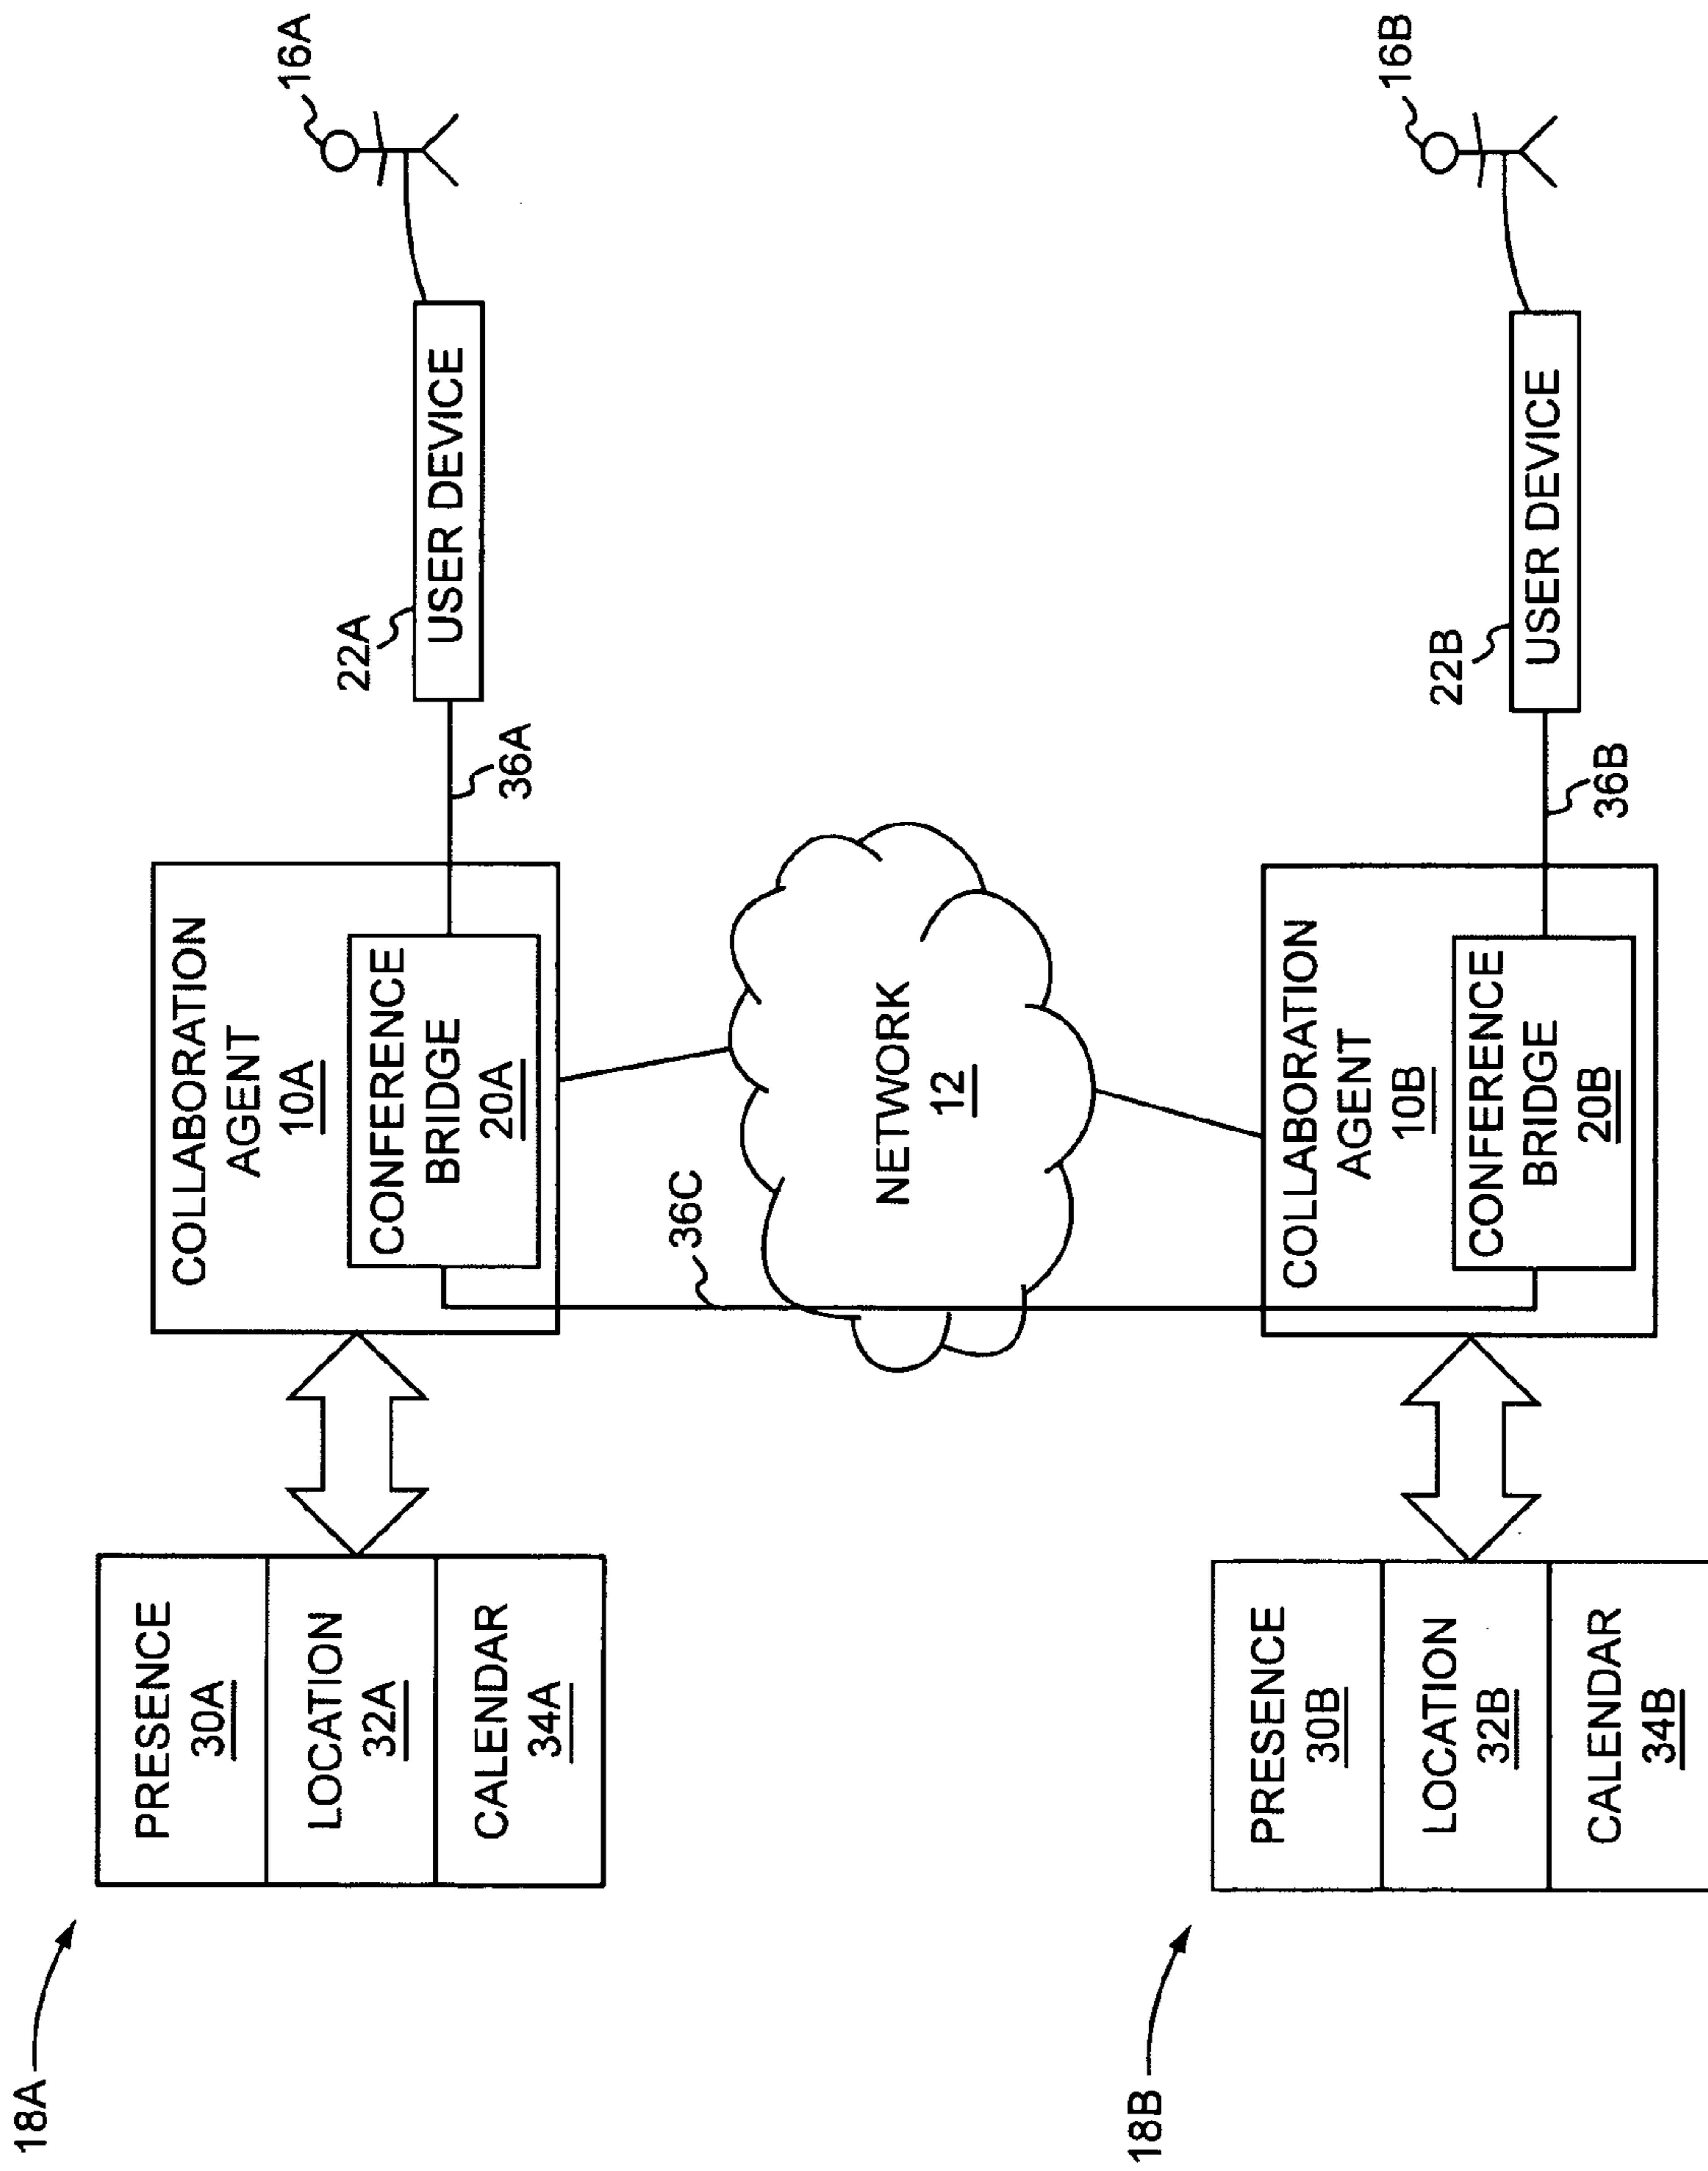 18A
PRESENCE
30A
LOCATION
32A
CALENDAR
34A
COLLABORATION
AGENT
10A
CONFERENCE
BRIDGE
20A
36A
22A
USER DEVICE
16A
36C
NETWORK
12
18B
PRESENCE
30B
LOCATION
32B
CALENDAR
34B
COLLABORATION
AGENT
10B
CONFERENCE
BRIDGE
20B
36B
22B
USER DEVICE
16B